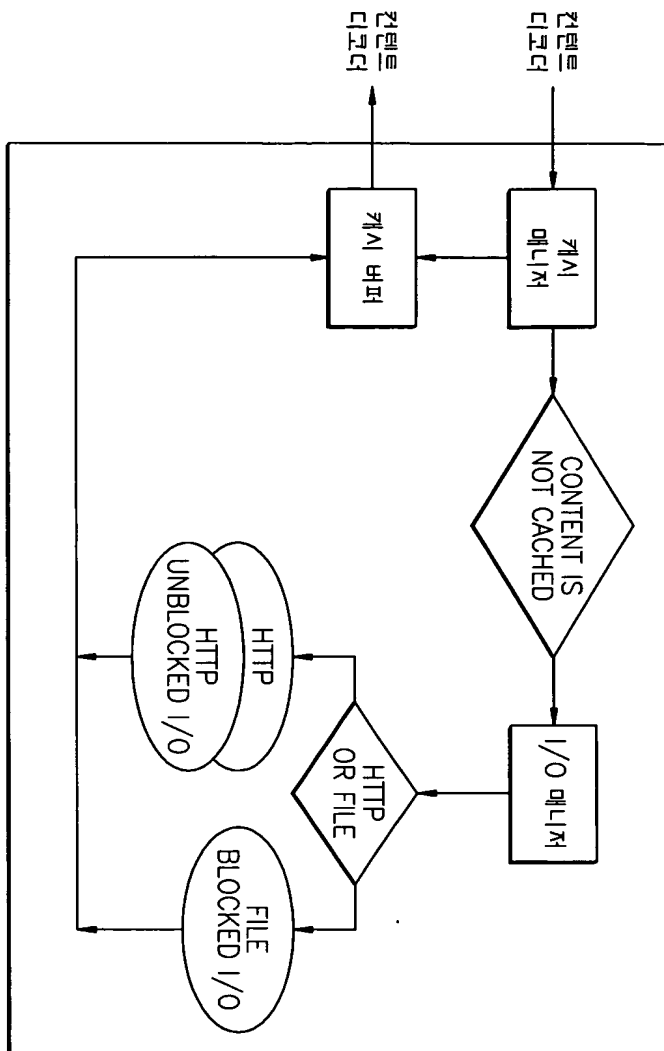 컨텐트
디코더
캐시
매니저
CONTENT IS
NOT CACHED
I/O 매니저
컨텐트
디코더
캐시 버퍼
HTTP
OR FILE
HTTP
HTTP
UNBLOCKED I/O
FILE
BLOCKED I/O